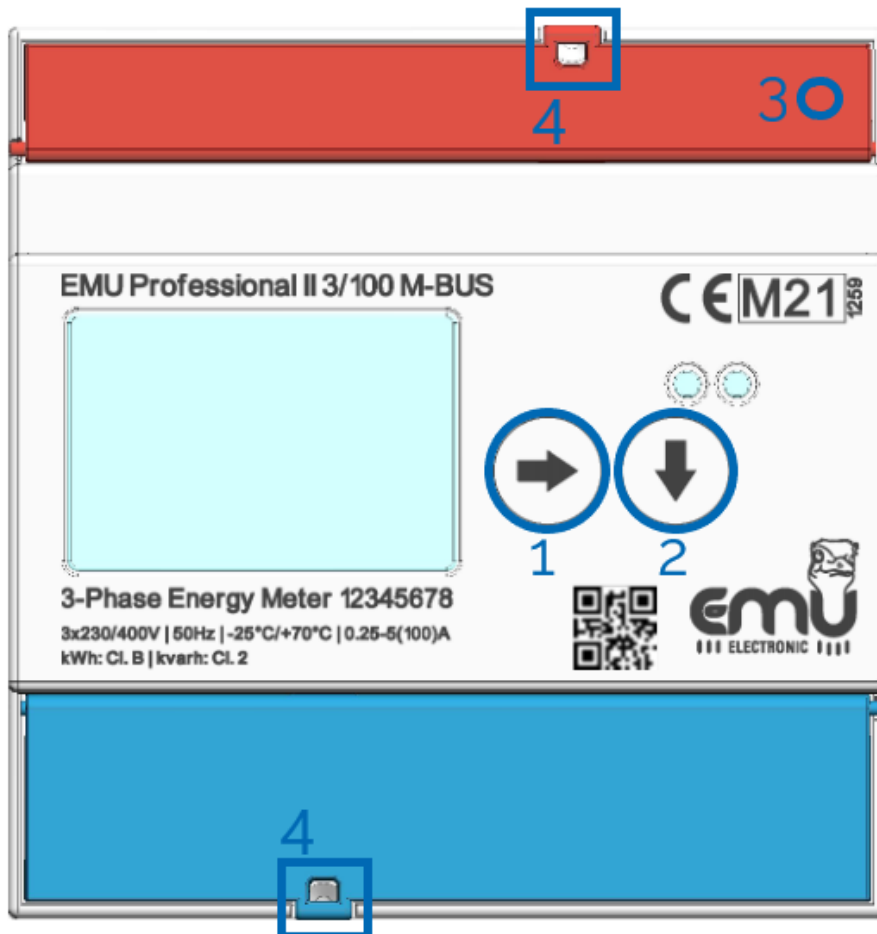 4
3
EMU Professional II 3/100 M-BUS
CE M21 1259
1 2
3-Phase Energy Meter 12345678
3x230/400V | 50Hz | -25°C/+70°C | 0.25-5(100)A
kWh: Cl. B | kvarh: Cl. 2
emu
ELECTRONIC
4